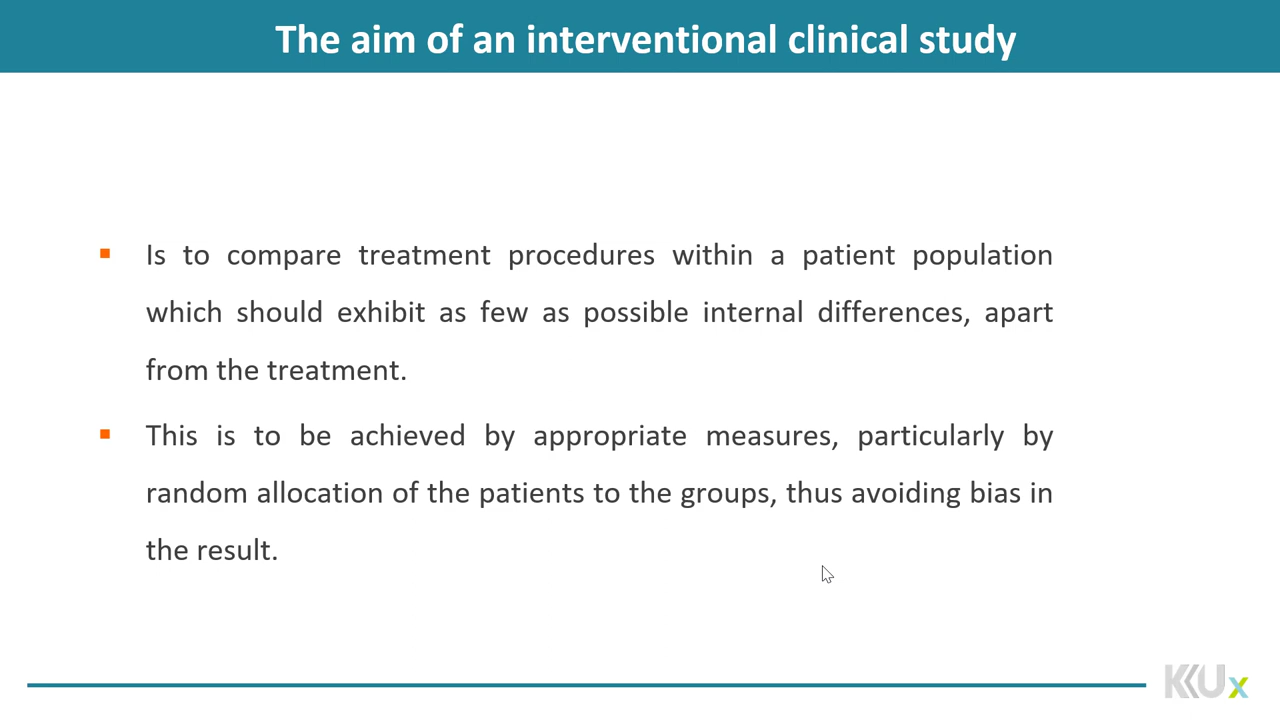 The aim of an interventional clinical study
▪ Is to compare treatment procedures within a patient population
which should exhibit as few as possible internal differences, apart
from the treatment.
▪ This is to be achieved by appropriate measures, particularly by
random allocation of the patients to the groups, thus avoiding bias in
the result.
KKUx